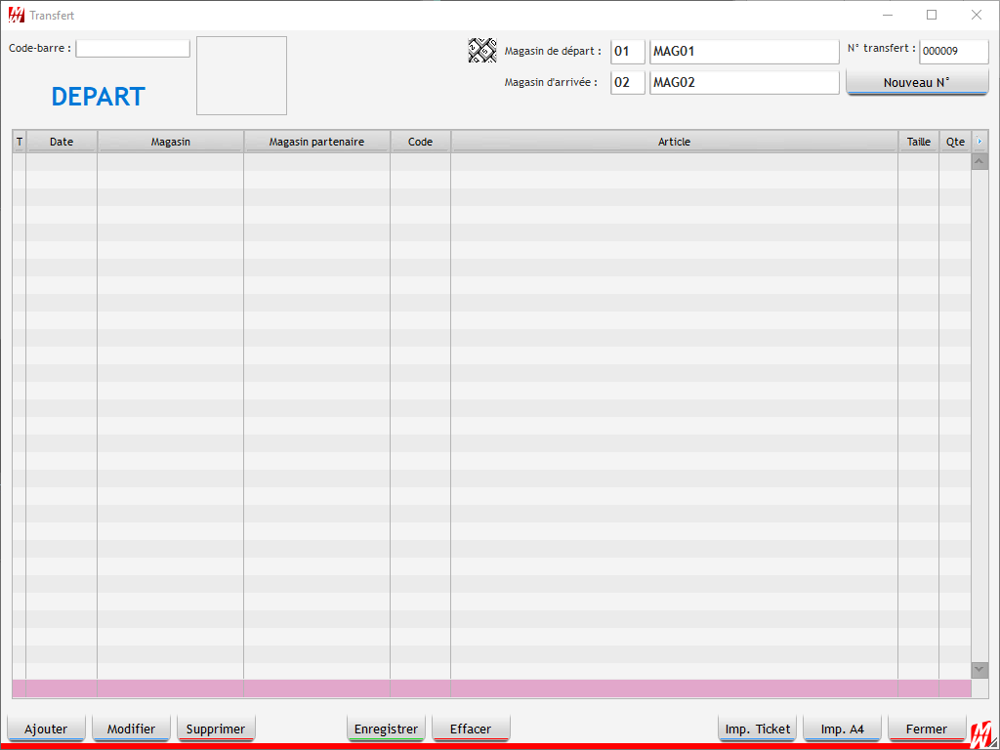 Transfert
Code-barre :
Magasin de départ : 01 MAG01 N° transfert : 000009
Magasin d'arrivée : 02 MAG02 Nouveau N°
DEPART
T Date Magasin Magasin partenaire Code Article Taille Qte
Ajouter Modifier Supprimer Enregistrer Effacer Imp. Ticket Imp. A4 Fermer